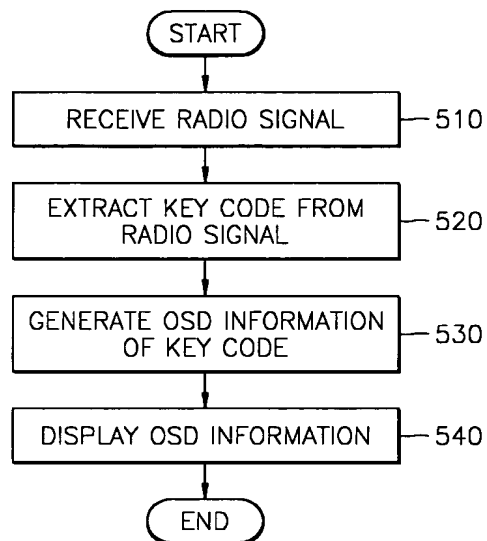 START
RECEIVE RADIO SIGNAL
510
EXTRACT KEY CODE FROM
RADIO SIGNAL
520
GENERATE OSD INFORMATION
OF KEY CODE
530
DISPLAY OSD INFORMATION
540
END